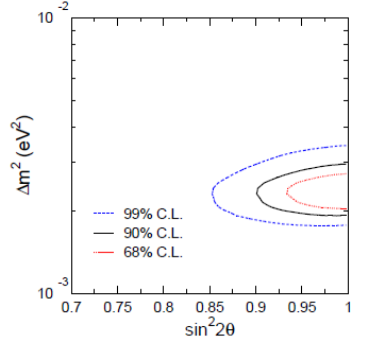 10 -2
Δm² (eV²)
99% C.L.
90% C.L.
68% C.L.
10 -3
0.7 0.75 0.8 0.85 0.9 0.95 1
sin²2θ